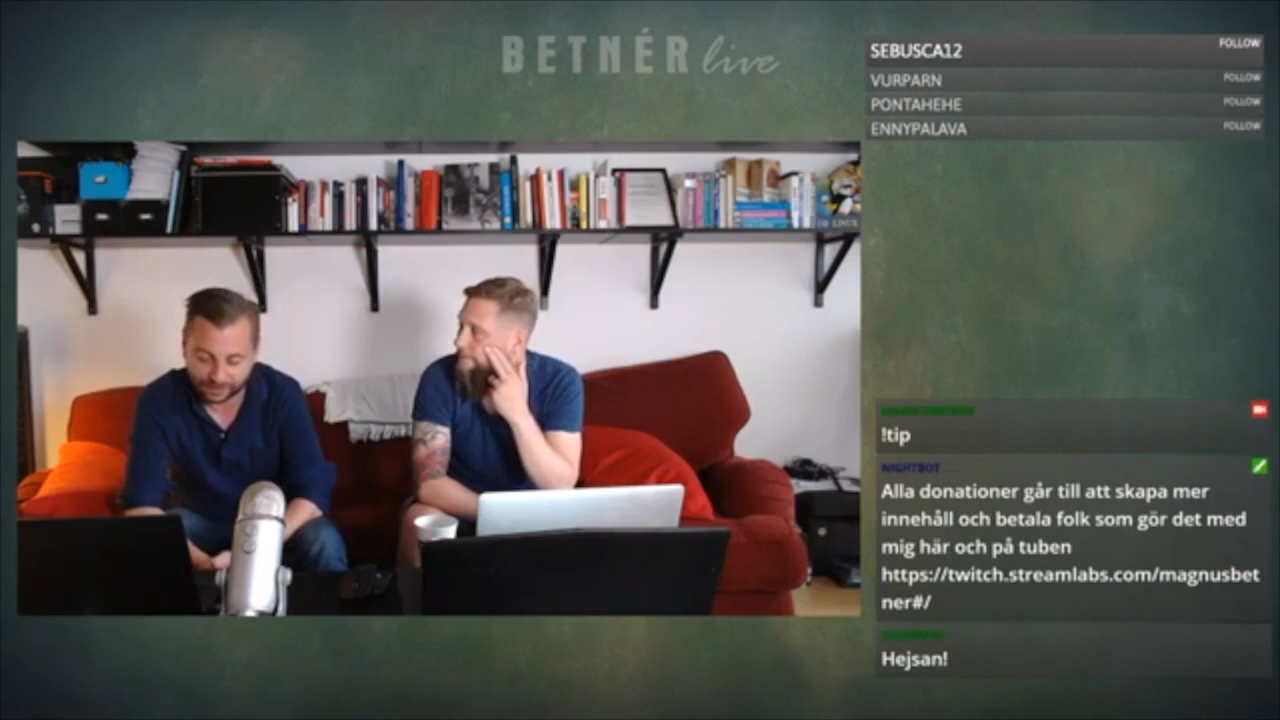 BETNÉR live
SEBUSCA12 FOLLOW
VURPARN FOLLOW
PONTAHEHE FOLLOW
ENNYPALAVA FOLLOW
!tip
NIGHTBOT
Alla donationer går till att skapa mer
innehåll och betala folk som gör det med
mig här och på tuben
https://twitch.streamlabs.com/magnusbet
ner#/
Hejsan!